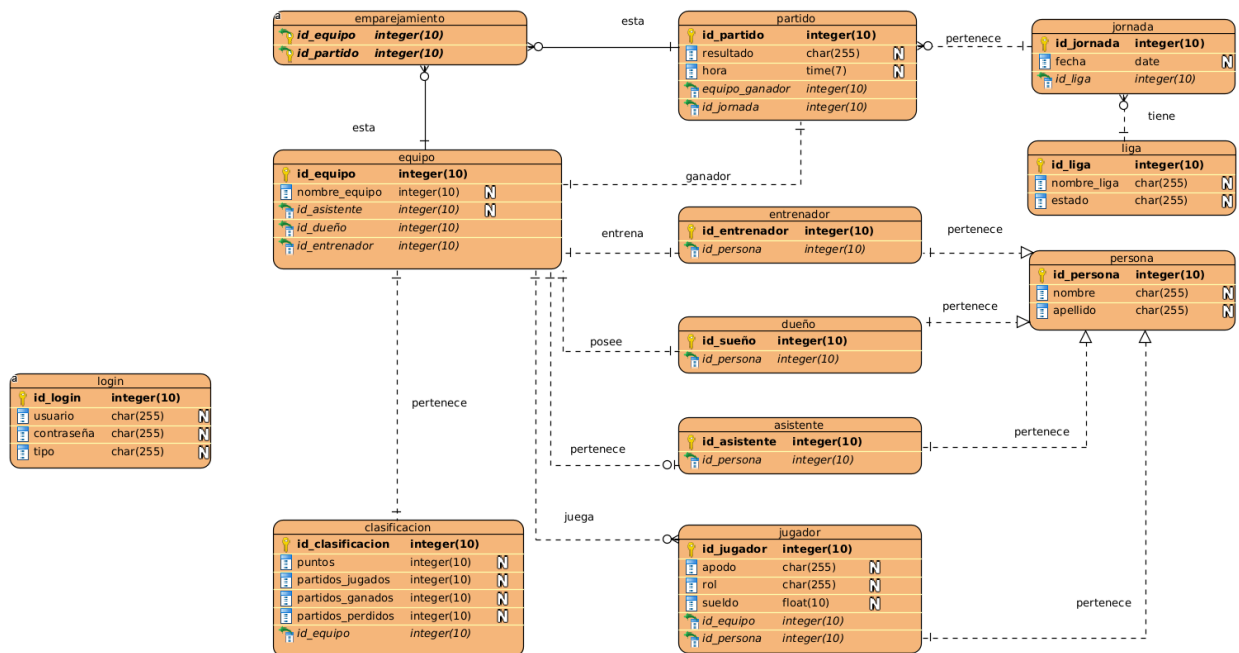 a
emparejamiento
id_equipo integer(10)
id_partido integer(10)
esta
partido
id_partido integer(10)
resultado char(255) N
hora time(7) N
equipo_ganador integer(10)
id_jornada integer(10)
pertenece
jornada
id_jornada integer(10)
fecha date N
id_liga integer(10)
tiene
liga
id_liga integer(10)
nombre_liga char(255) N
estado char(255) N
esta
equipo
id_equipo integer(10)
nombre_equipo integer(10) N
id_asistente integer(10) N
id_dueño integer(10)
id_entrenador integer(10)
ganador
entrena
entrenador
id_entrenador integer(10)
id_persona integer(10)
pertenece
persona
id_persona integer(10)
nombre char(255) N
apellido char(255) N
posee
dueño
id_sueño integer(10)
id_persona integer(10)
pertenece
a
login
id_login integer(10)
usuario char(255) N
contraseña char(255) N
tipo char(255) N
pertenece
pertenece
asistente
id_asistente integer(10)
id_persona integer(10)
pertenece
clasificacion
id_clasificacion integer(10)
puntos integer(10) N
partidos_jugados integer(10) N
partidos_ganados integer(10) N
partidos_perdidos integer(10) N
id_equipo integer(10)
juega
jugador
id_jugador integer(10)
apodo char(255) N
rol char(255) N
sueldo float(10) N
id_equipo integer(10)
id_persona integer(10)
pertenece